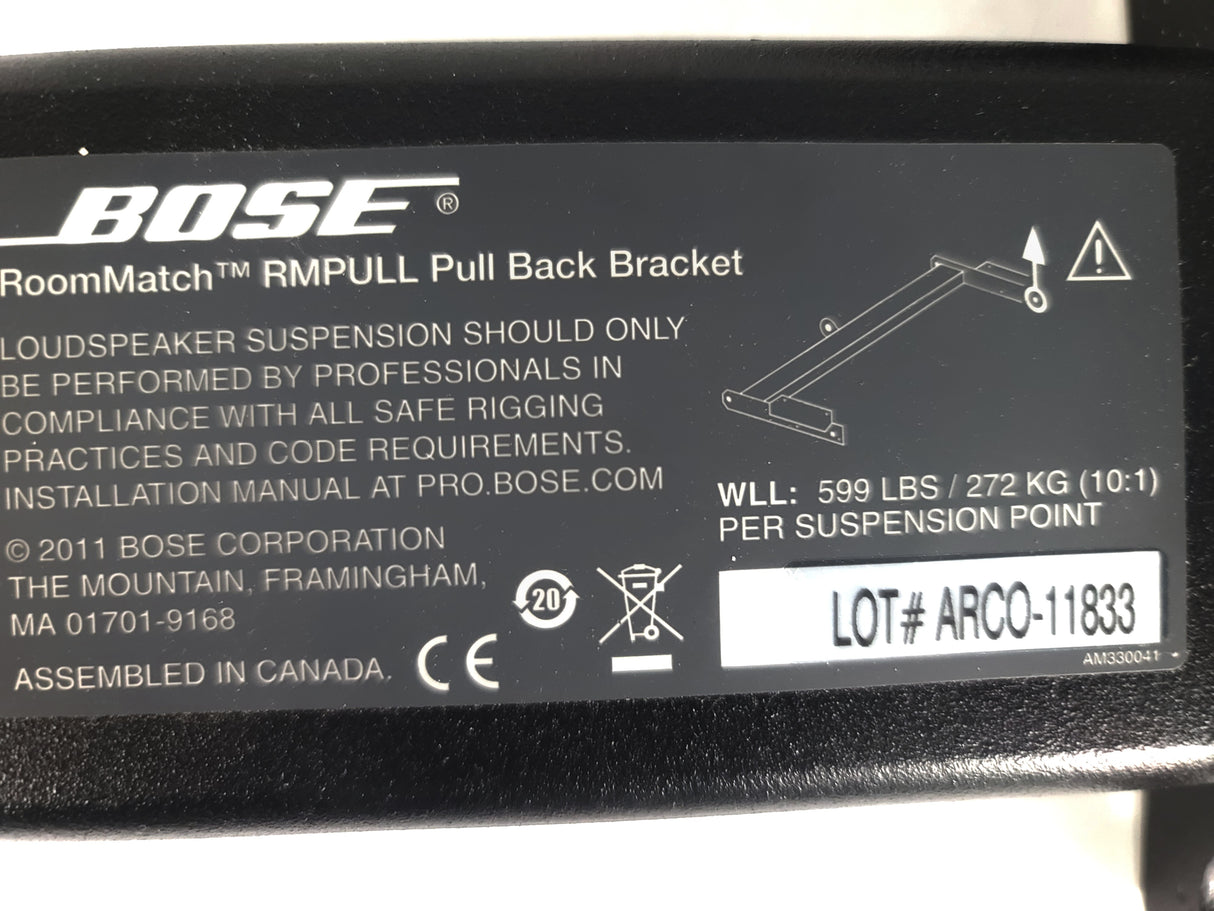 BOSE®
RoomMatch™ RMPULL Pull Back Bracket
LOUDSPEAKER SUSPENSION SHOULD ONLY
BE PERFORMED BY PROFESSIONALS IN
COMPLIANCE WITH ALL SAFE RIGGING
PRACTICES AND CODE REQUIREMENTS.
INSTALLATION MANUAL AT PRO.BOSE.COM
© 2011 BOSE CORPORATION
THE MOUNTAIN, FRAMINGHAM,
MA 01701-9168
ASSEMBLED IN CANADA.
CE
20
!
WLL: 599 LBS / 272 KG (10:1)
PER SUSPENSION POINT
LOT# ARCO-11833
AM330041